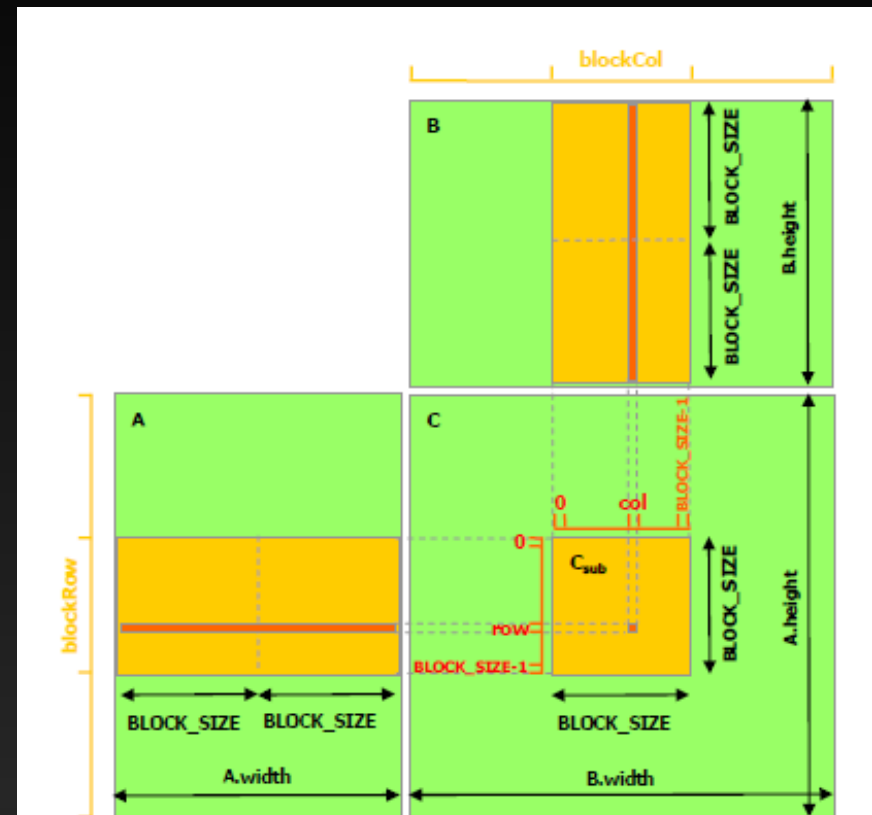 blockCol
B
BLOCK_SIZE
B.height
BLOCK_SIZE
A
C
BLOCK_SIZE-1
0
col
0
Csub
BLOCK_SIZE
A.height
blockRow
row
BLOCK_SIZE-1
BLOCK_SIZE
BLOCK_SIZE
BLOCK_SIZE
A.width
B.width